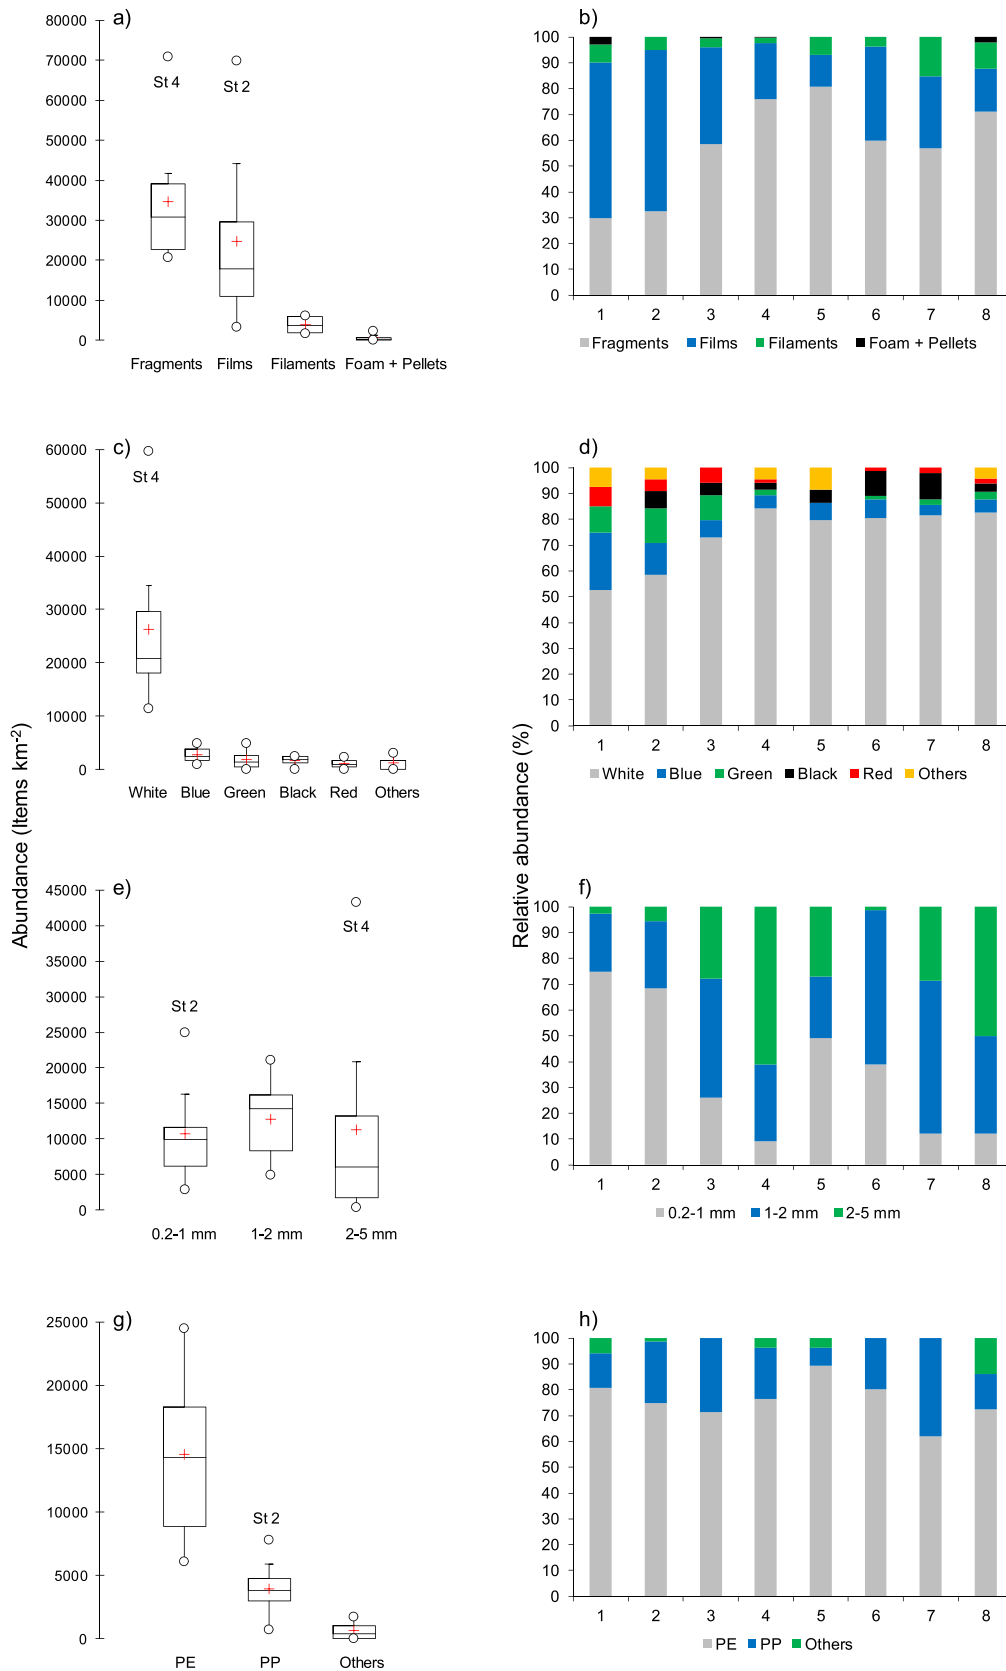 a)
80000
70000
60000
50000
40000
30000
20000
10000
0
St 4
St 2
Fragments Films Filaments Foam + Pellets
b)
100
90
80
70
60
50
40
30
20
10
0
1 2 3 4 5 6 7 8
Fragments Films Filaments Foam + Pellets
c)
60000
50000
40000
30000
20000
10000
0
St 4
White Blue Green Black Red Others
d)
100
90
80
70
60
50
40
30
20
10
0
1 2 3 4 5 6 7 8
White Blue Green Black Red Others
Abundance (Items km-2)
Relative abundance (%)
e)
45000
40000
35000
30000
25000
20000
15000
10000
5000
0
St 2
St 4
0.2-1 mm 1-2 mm 2-5 mm
f)
100
90
80
70
60
50
40
30
20
10
0
1 2 3 4 5 6 7 8
0.2-1 mm 1-2 mm 2-5 mm
g)
25000
20000
15000
10000
5000
0
St 2
PE PP Others
h)
100
90
80
70
60
50
40
30
20
10
0
1 2 3 4 5 6 7 8
PE PP Others